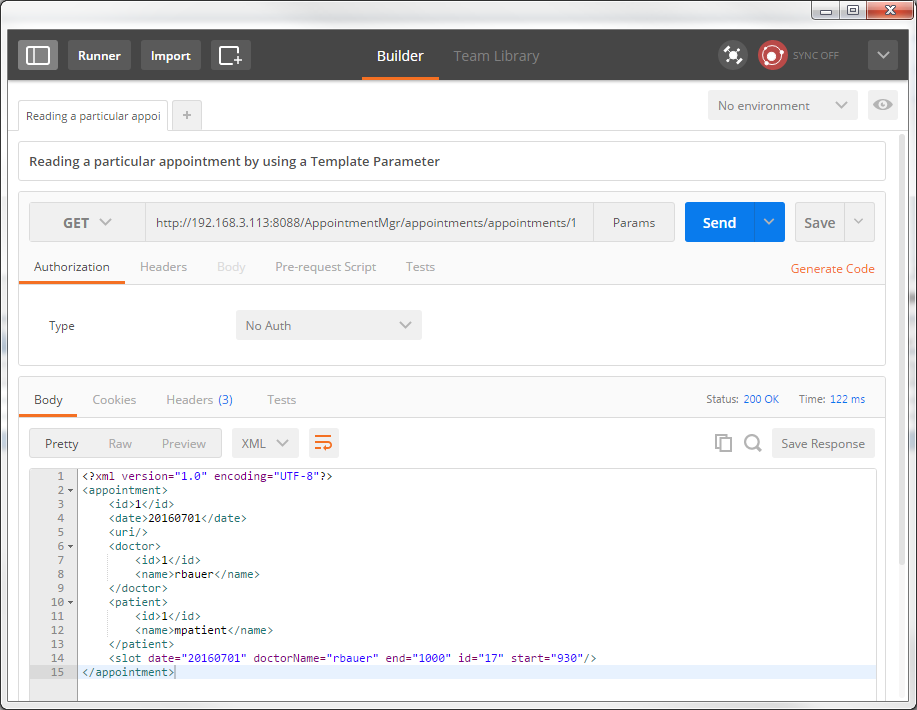 Runner Import Builder Team Library SYNC OFF
Reading a particular appoi + No environment
Reading a particular appointment by using a Template Parameter
GET http://192.168.3.113:8088/AppointmentMgr/appointments/appointments/1 Params Send Save
Authorization Headers Body Pre-request Script Tests Generate Code
Type No Auth
Body Cookies Headers (3) Tests Status: 200 OK Time: 122 ms
Pretty Raw Preview XML Save Response
1 <?xml version="1.0" encoding="UTF-8"?>
2 <appointment>
3 <id>1</id>
4 <date>20160701</date>
5 <uri/>
6 <doctor>
7 <id>1</id>
8 <name>rbauer</name>
9 </doctor>
10 <patient>
11 <id>1</id>
12 <name>mpatient</name>
13 </patient>
14 <slot date="20160701" doctorName="rbauer" end="1000" id="17" start="930"/>
15 </appointment>